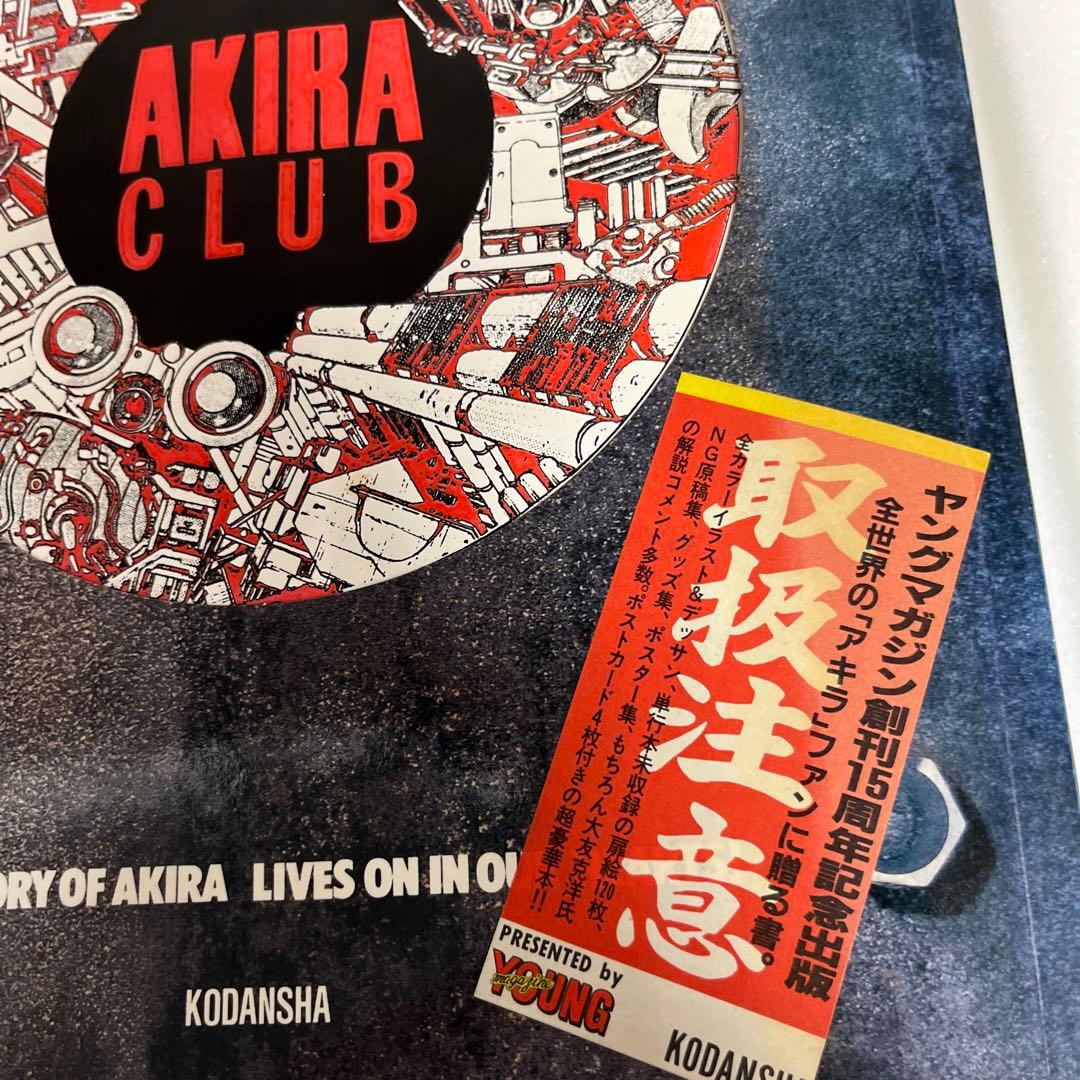 AKIRA
CLUB
ORY OF AKIRA LIVES ON IN OU
KODANSHA
ヤングマガジン創刊15周年記念出版
全世界の「アキラ」ファンに贈る書。
取扱注意
全カラーイラスト&デッサン、単行本未収録の扉絵120枚、
NG原稿集、グッズ集、ポスター集、もちろん大友克洋氏
の解説コメント多数。ポストカード4枚付きの超豪華本!!
PRESENTED by
YOUNG
magazine
KODANSHA